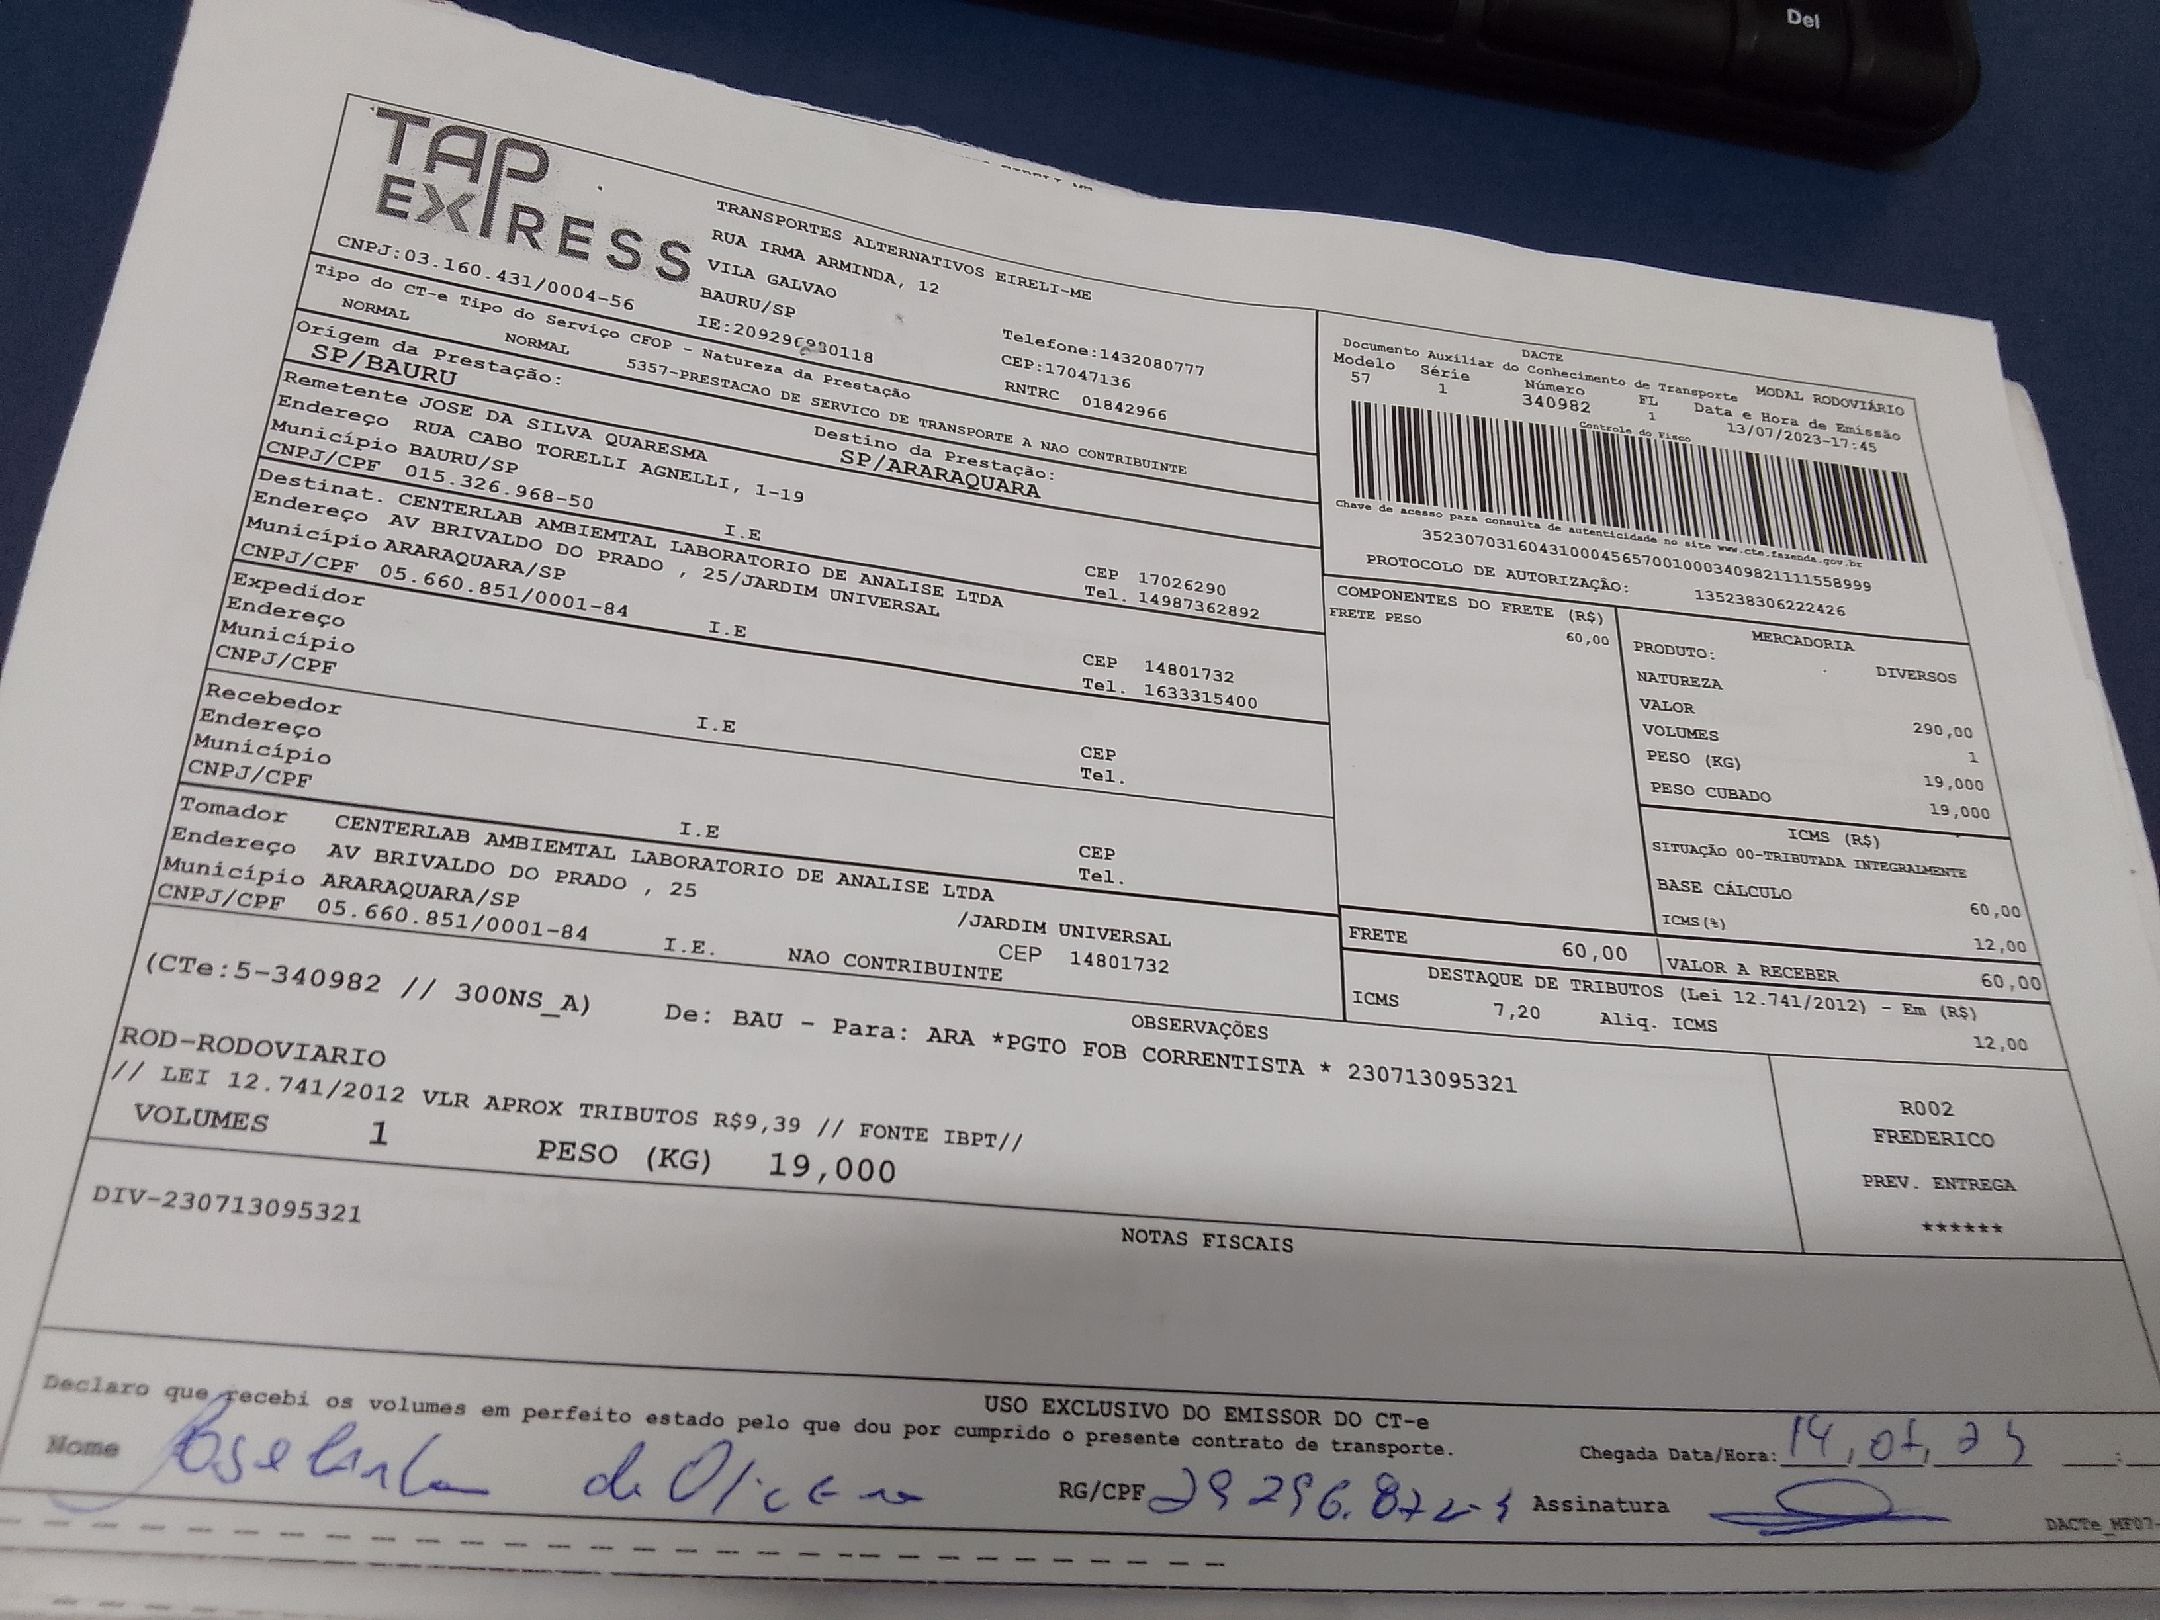 Del
TAP
EXPRESS
TRANSPORTES ALTERNATIVOS EIRELI-ME
RUA IRMA ARMINDA, 12
VILA GALVAO
BAURU/SP
CNPJ:03.160.431/0004-56
Telefone:1432080777
CEP:17047136
RNTRC 01842966
Tipo do CT-e Tipo do Serviço CFOP - Natureza da Prestação
NORMAL NORMAL 5357-PRESTACAO DE SERVICO DE TRANSPORTE A NAO CONTRIBUINTE
Origem da Prestação: Destino da Prestação:
SP/BAURU SP/ARARAQUARA
Remetente JOSE DA SILVA QUARESMA
Endereço RUA CABO TORELLI AGNELLI, 1-19
Município BAURU/SP CEP 17026290
CNPJ/CPF 015.326.968-50 I.E Tel. 14987362892
Destinat. CENTERLAB AMBIEMTAL LABORATORIO DE ANALISE LTDA
Endereço AV BRIVALDO DO PRADO , 25/JARDIM UNIVERSAL
Município ARARAQUARA/SP CEP 14801732
CNPJ/CPF 05.660.851/0001-84 I.E Tel. 1633315400
Expedidor
Endereço
Município CEP
CNPJ/CPF I.E Tel.
Recebedor
Endereço
Município CEP
CNPJ/CPF I.E Tel.
Tomador CENTERLAB AMBIEMTAL LABORATORIO DE ANALISE LTDA
Endereço AV BRIVALDO DO PRADO , 25 /JARDIM UNIVERSAL
Município ARARAQUARA/SP CEP 14801732
CNPJ/CPF 05.660.851/0001-84 I.E. NAO CONTRIBUINTE
DACTE
Documento Auxiliar do Conhecimento de Transporte MODAL RODOVIÁRIO
Modelo Série Número FL Data e Hora de Emissão
57 1 340982 1 13/07/2023-17:45
Controle do Fisco
Chave de acesso para consulta de autenticidade no site www.cte.fazenda.gov.br
35230703160431000456570010003409821111558999
PROTOCOLO DE AUTORIZAÇÃO: 135238306222426
COMPONENTES DO FRETE (R$)
FRETE PESO 60,00
MERCADORIA
PRODUTO: DIVERSOS
NATUREZA
VALOR 290,00
VOLUMES 1
PESO (KG) 19,000
PESO CUBADO 19,000
ICMS (R$)
SITUAÇÃO 00-TRIBUTADA INTEGRALMENTE
BASE CÁLCULO 60,00
ICMS(%) 12,00
FRETE 60,00 VALOR A RECEBER 60,00
DESTAQUE DE TRIBUTOS (Lei 12.741/2012) - Em (R$)
ICMS 7,20 Aliq. ICMS 12,00
OBSERVAÇÕES
(CTe:5-340982 // 300NS_A) De: BAU - Para: ARA *PGTO FOB CORRENTISTA * 230713095321
ROD-RODOVIARIO
// LEI 12.741/2012 VLR APROX TRIBUTOS R$9,39 // FONTE IBPT//
VOLUMES 1 PESO (KG) 19,000
R002
FREDERICO
PREV. ENTREGA
******
NOTAS FISCAIS
DIV-230713095321
USO EXCLUSIVO DO EMISSOR DO CT-e
Declaro que recebi os volumes em perfeito estado pelo que dou por cumprido o presente contrato de transporte.
Chegada Data/Hora:
Nome de RG/CPF Assinatura